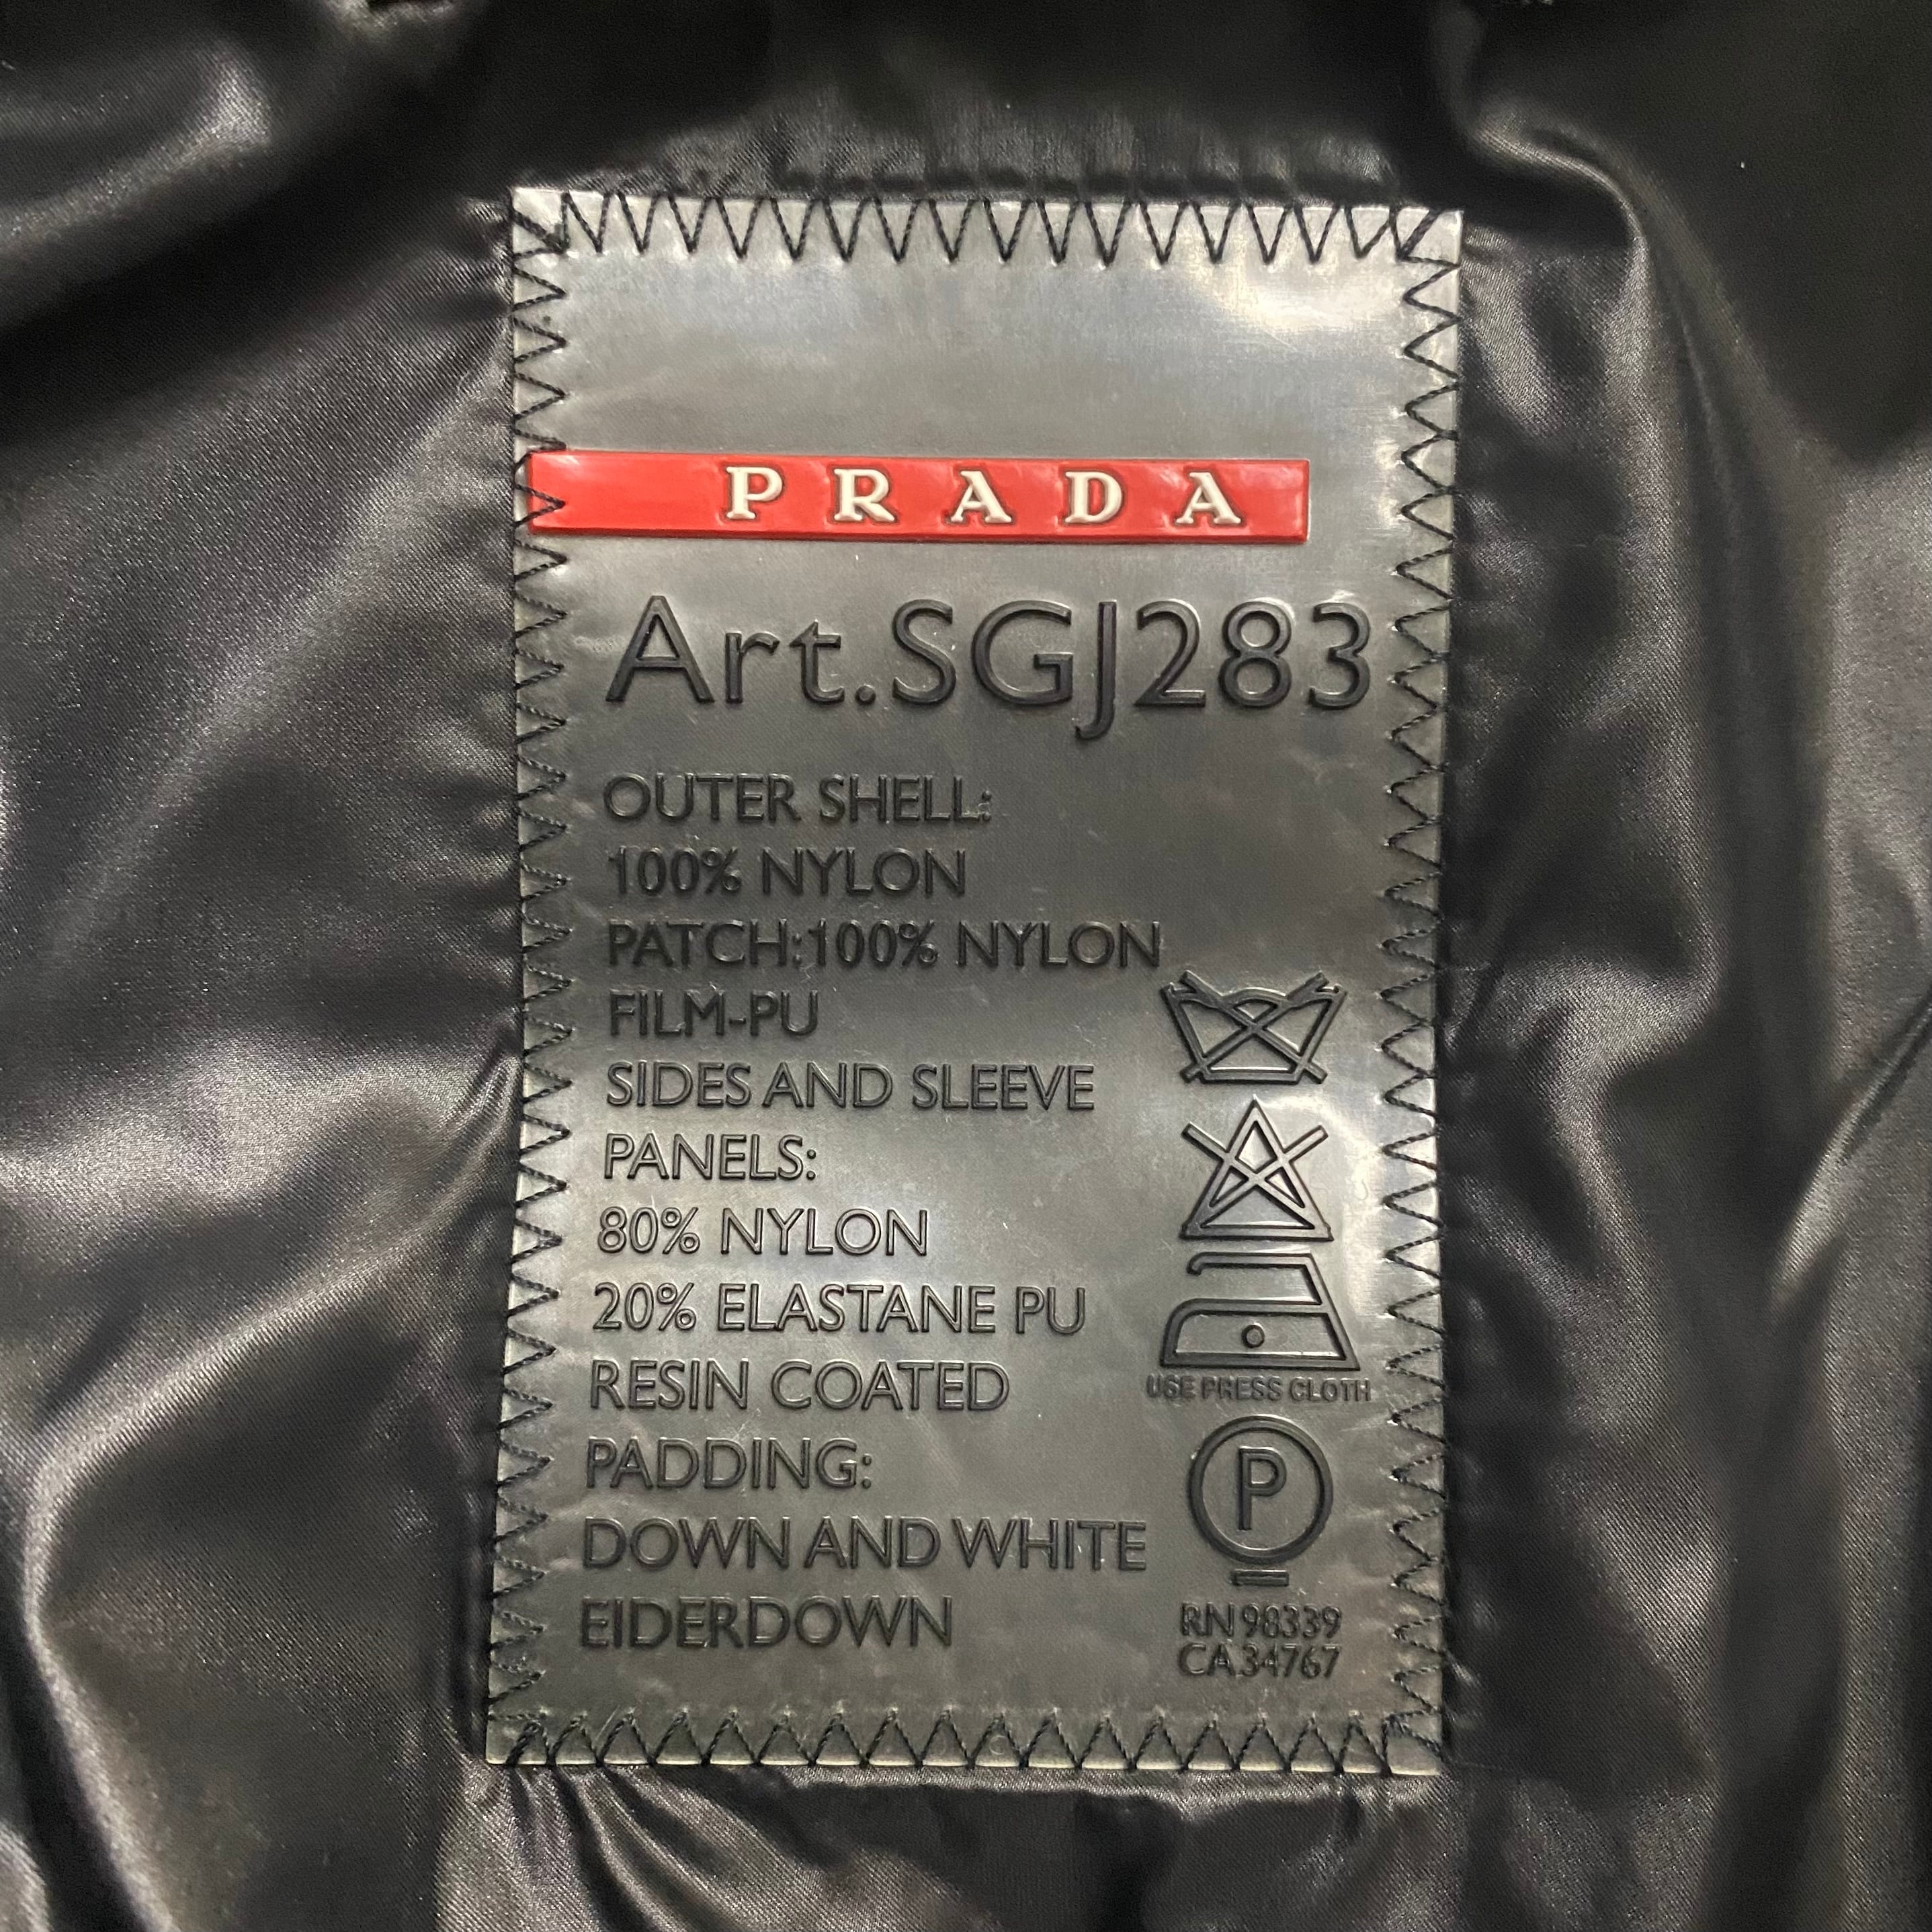 PRADA
Art.SGJ283
OUTER SHELL:
100% NYLON
PATCH:100% NYLON
FILM-PU
SIDES AND SLEEVE
PANELS:
80% NYLON
20% ELASTANE PU
RESIN COATED
PADDING:
DOWN AND WHITE
EIDERDOWN
USE PRESS CLOTH
P
RN 98339
CA 34767